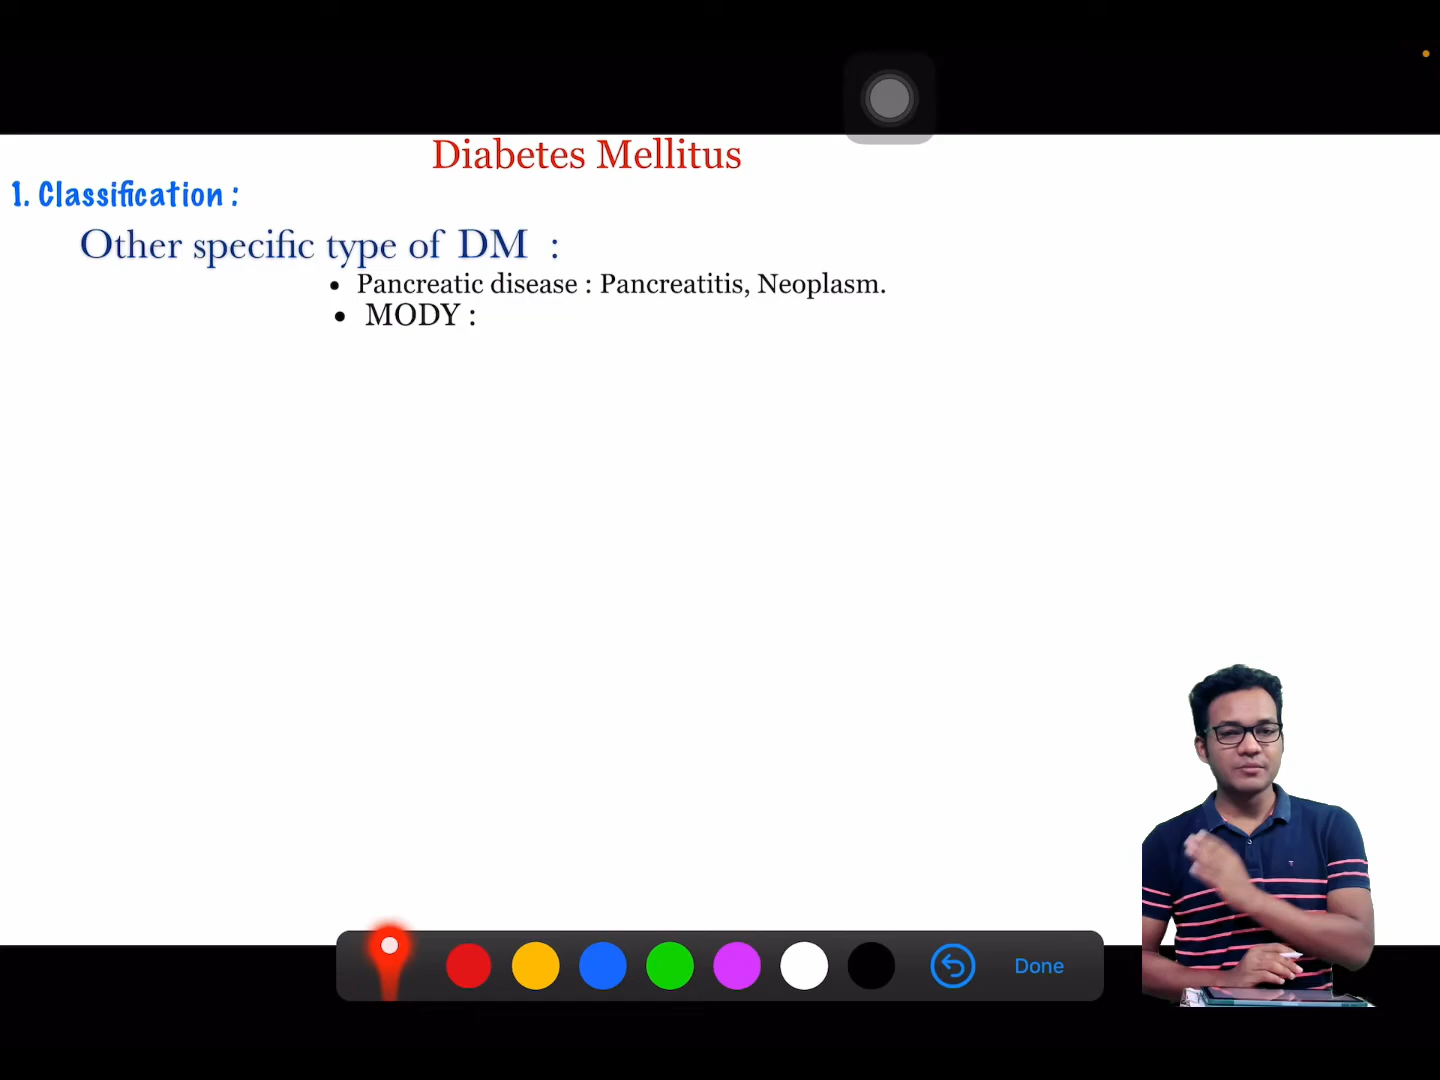 Diabetes Mellitus
1. Classification :
Other specific type of DM :
• Pancreatic disease : Pancreatitis, Neoplasm.
• MODY :
Done